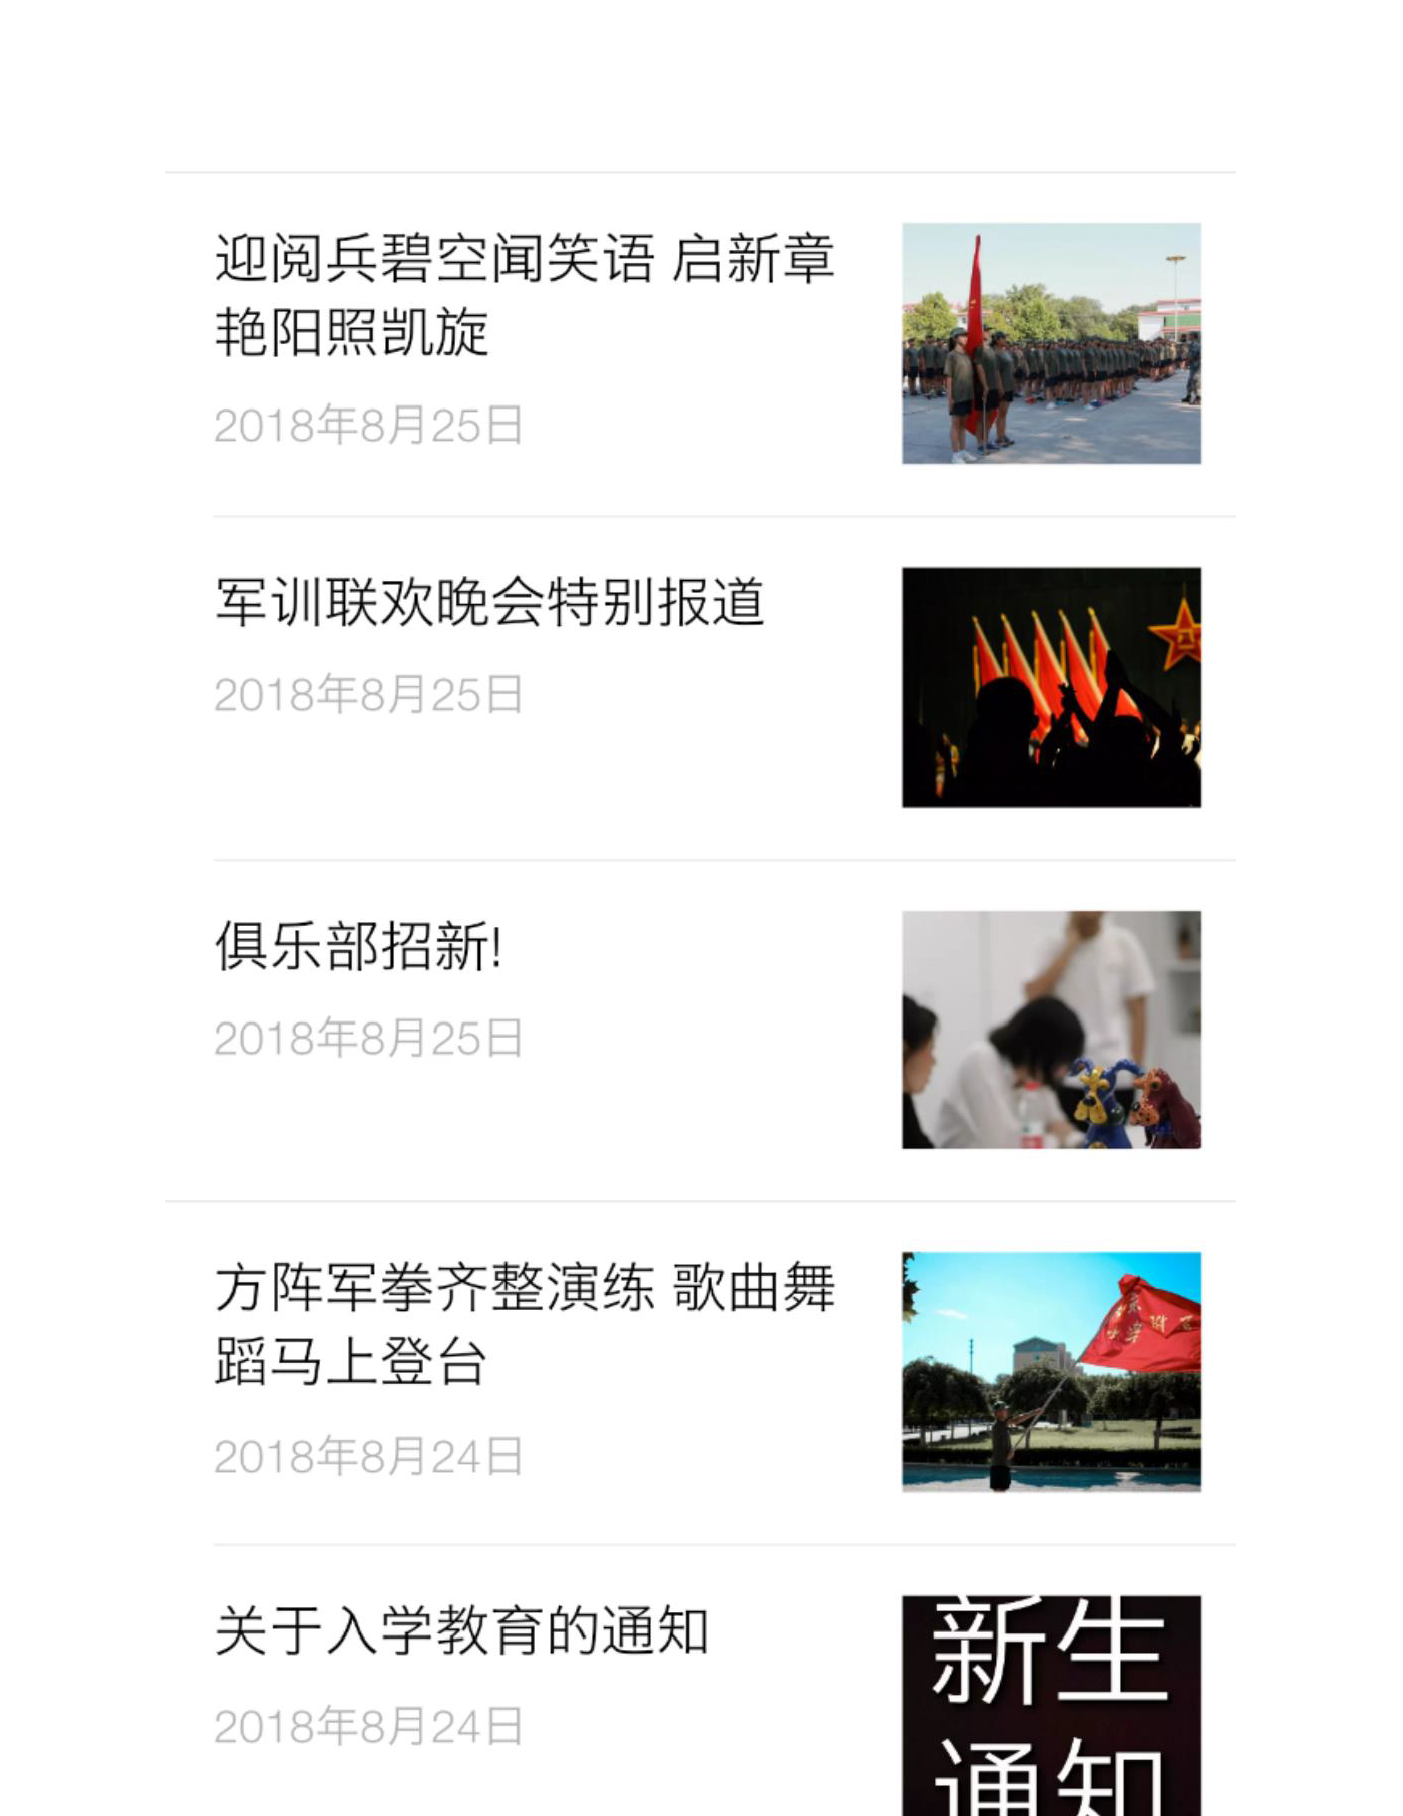 迎阅兵碧空闻笑语 启新章
艳阳照凯旋
2018年8月25日
军训联欢晚会特别报道
2018年8月25日
俱乐部招新!
2018年8月25日
方阵军拳齐整演练 歌曲舞
蹈马上登台
2018年8月24日
关于入学教育的通知
2018年8月24日
新生
通知